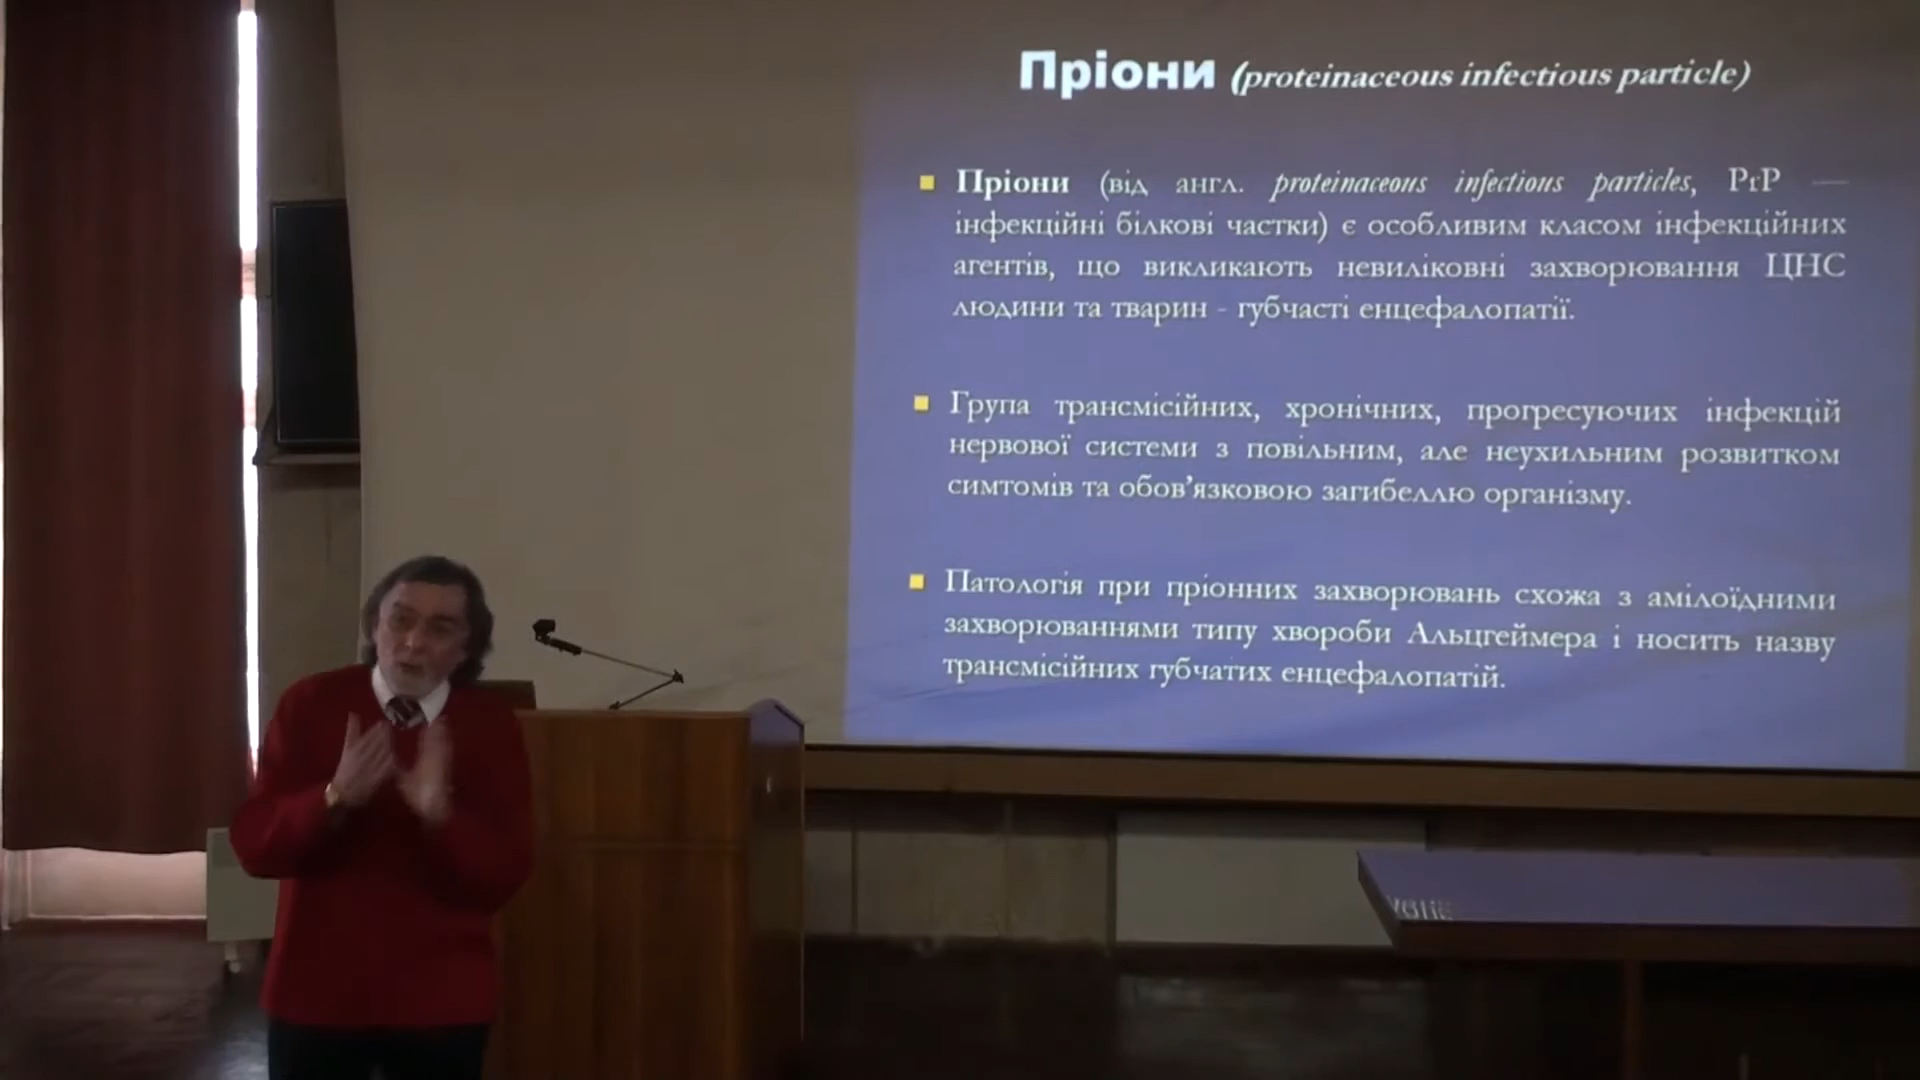 Пріони (proteinaceous infectious particle)
Пріони (від англ. proteinaceous infectious particles, PrP —
інфекційні білкові частки) є особливим класом інфекційних
агентів, що викликають невиліковні захворювання ЦНС
людини та тварин - губчасті енцефалопатії.
Група трансмісійних, хронічних, прогресуючих інфекцій
нервової системи з повільним, але неухильним розвитком
симтомів та обов’язковою загибеллю організму.
Патологія при пріонних захворювань схожа з амілоїдними
захворюваннями типу хвороби Альцгеймера і носить назву
трансмісійних губчатих енцефалопатій.